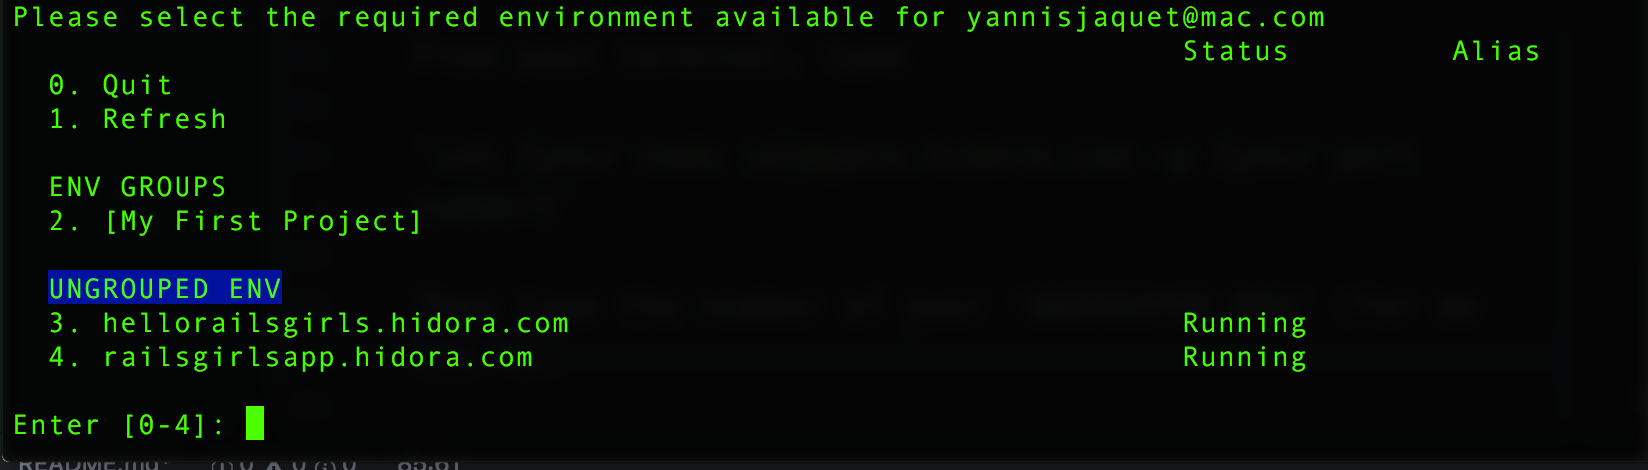 Please select the required environment available for yannisjaquet@mac.com
Status Alias
0. Quit
1. Refresh
ENV GROUPS
2. [My First Project]
UNGROUPED ENV
3. hellorailsgirls.hidora.com Running
4. railsgirlsapp.hidora.com Running
Enter [0-4]: